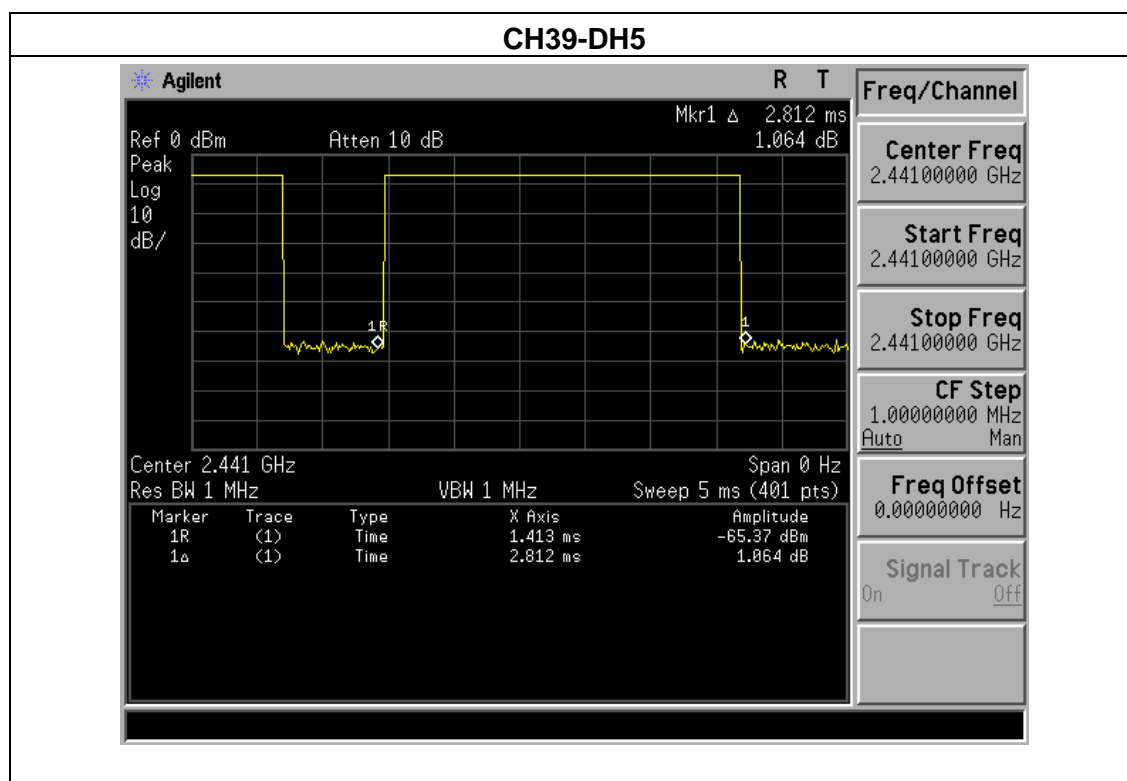 CH39-DH5
Agilent R T
Mkr1 Δ 2.812 ms
Ref 0 dBm Atten 10 dB 1.064 dB
Peak
Log
10
dB/
1R
1
Center 2.441 GHz Span 0 Hz
Res BW 1 MHz VBW 1 MHz Sweep 5 ms (401 pts)
Marker Trace Type X Axis Amplitude
1R (1) Time 1.413 ms -65.37 dBm
1Δ (1) Time 2.812 ms 1.064 dB
Freq/Channel
Center Freq
2.44100000 GHz
Start Freq
2.44100000 GHz
Stop Freq
2.44100000 GHz
CF Step
1.00000000 MHz
Auto Man
Freq Offset
0.00000000 Hz
Signal Track
On Off